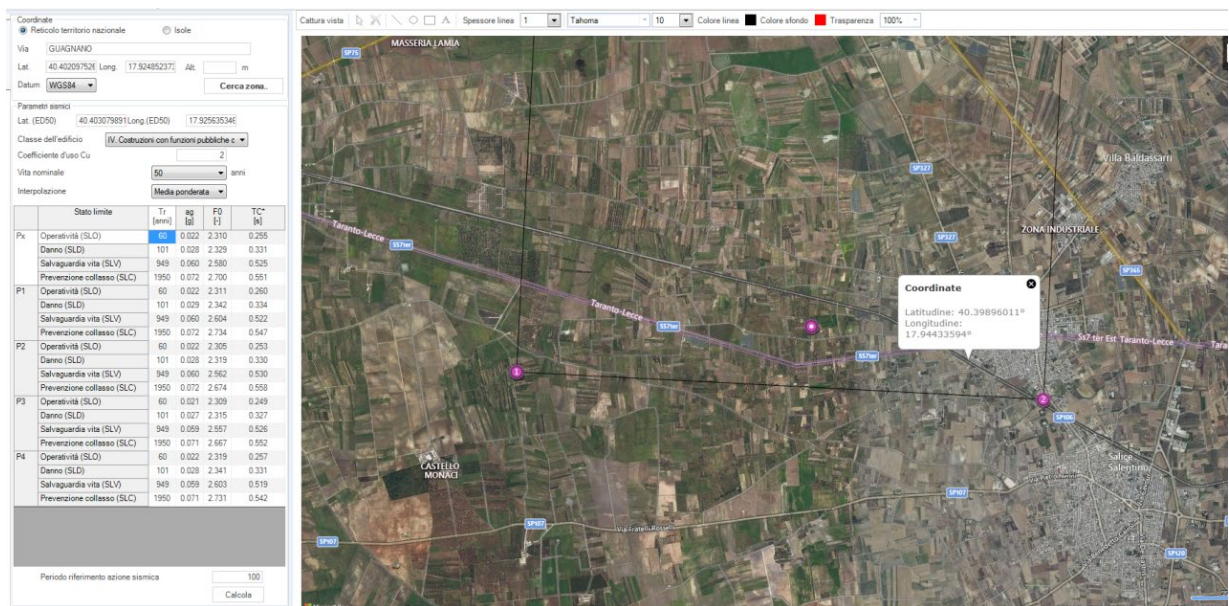 Coordinate
Reticolo territorio nazionale Isole
Via GUAGNANO
Lat. 40.40209752 Long. 17.92485237 Alt. m
Datum WGS84 Cerca zona..
Parametri sismici
Lat. (ED50) 40.403079891 Long.(ED50) 17.92563534
Classe dell'edificio IV. Costruzioni con funzioni pubbliche c
Coefficiente d'uso Cu 2
Vita nominale 50 anni
Interpolazione Media ponderata
Stato limite Tr [anni] ag [g] F0 [-] TC* [s]
Px Operatività (SLO) 60 0.022 2.310 0.255
Danno (SLD) 101 0.028 2.329 0.331
Salvaguardia vita (SLV) 949 0.060 2.580 0.525
Prevenzione collasso (SLC) 1950 0.072 2.700 0.551
P1 Operatività (SLO) 60 0.022 2.311 0.260
Danno (SLD) 101 0.029 2.342 0.334
Salvaguardia vita (SLV) 949 0.060 2.604 0.522
Prevenzione collasso (SLC) 1950 0.072 2.734 0.547
P2 Operatività (SLO) 60 0.022 2.305 0.253
Danno (SLD) 101 0.028 2.319 0.330
Salvaguardia vita (SLV) 949 0.060 2.562 0.530
Prevenzione collasso (SLC) 1950 0.072 2.674 0.558
P3 Operatività (SLO) 60 0.021 2.309 0.249
Danno (SLD) 101 0.027 2.315 0.327
Salvaguardia vita (SLV) 949 0.059 2.557 0.526
Prevenzione collasso (SLC) 1950 0.071 2.667 0.552
P4 Operatività (SLO) 60 0.022 2.319 0.257
Danno (SLD) 101 0.028 2.341 0.331
Salvaguardia vita (SLV) 949 0.059 2.603 0.519
Prevenzione collasso (SLC) 1950 0.071 2.731 0.542
Periodo riferimento azione sismica 100
Calcola
Cattura vista A Spessore linea 1 Tahoma 10 Colore linea Colore sfondo Trasparenza 100%
MASSERIA LAMIA
SP75
SP327
Villa Baldassarri
ZONA INDUSTRIALE
SP327
SP365
Taranto-Lecce
SS7ter
Coordinate
Latitudine: 40.39896011°
Longitudine:
17.94433594°
Taranto-Lecce
SS7ter
Ss7 ter Est Taranto-Lecce
SS7ter
1
2
SP106
CASTELLO
MONACI
Salice
Salentino
SP107
SP107
Via Fratelli Rosselli
SP107
SP120